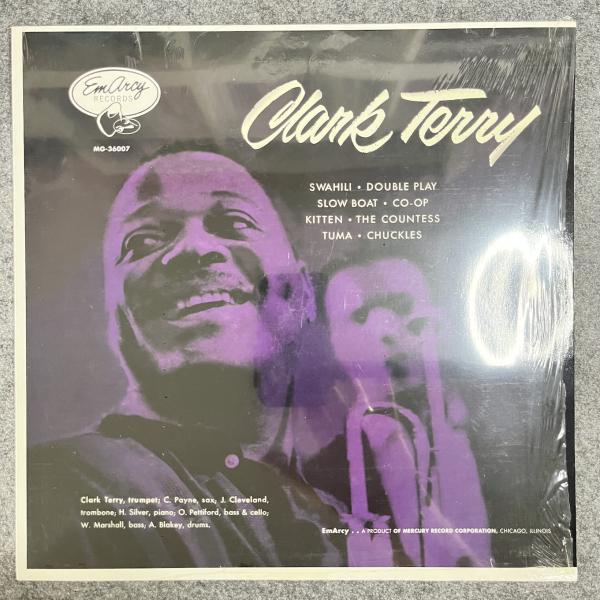 EmArcy
RECORDS
MG-36007
Clark Terry
SWAHILI • DOUBLE PLAY
SLOW BOAT • CO-OP
KITTEN • THE COUNTESS
TUMA • CHUCKLES
Clark Terry, trumpet; C. Payne, sax; J. Cleveland,
trombone; H. Silver, piano; O. Pettiford, bass & cello;
W. Marshall, bass; A. Blakey, drums.
EmArcy . . A PRODUCT OF MERCURY RECORD CORPORATION, CHICAGO, ILLINOIS